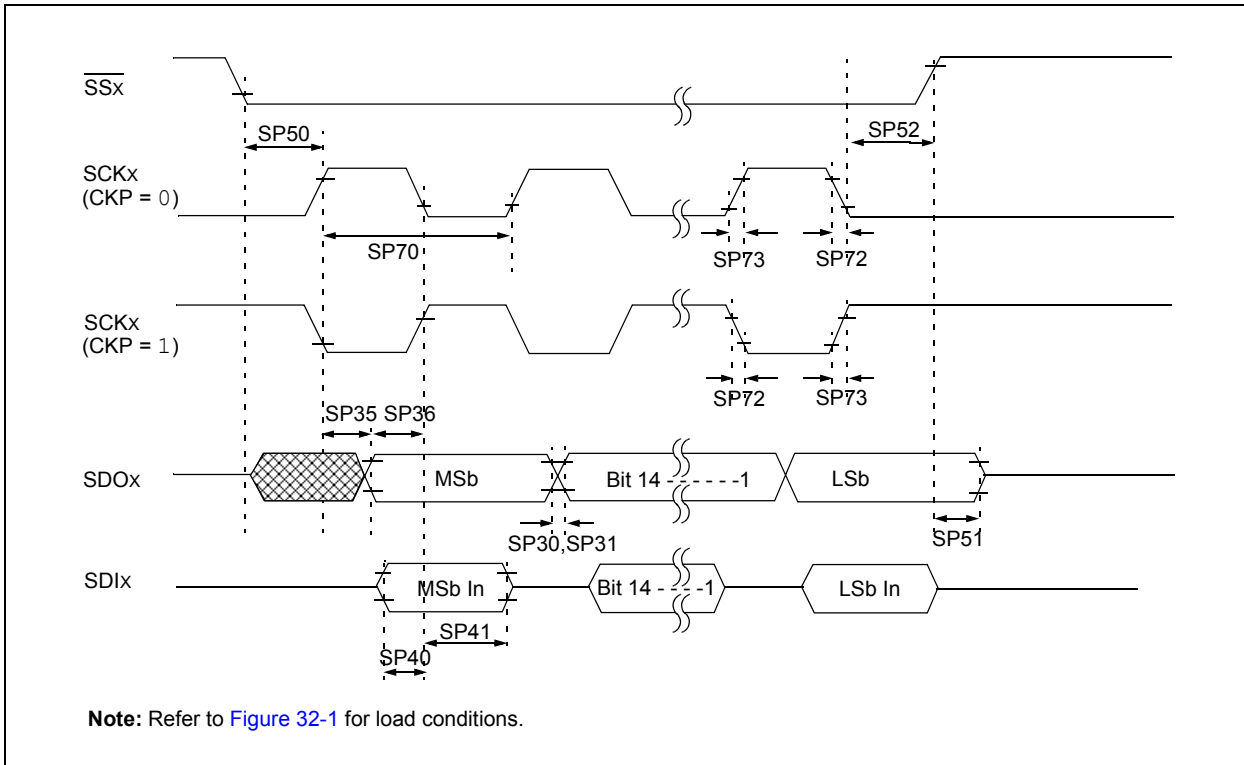 SSx
SP50
SP52
SCKx
(CKP = 0)
SP70
SP73
SP72
SCKx
(CKP = 1)
SP72
SP73
SP35
SP36
SDOx
MSb
Bit 14 - - - - - -1
LSb
SP30,SP31
SP51
SDIx
MSb In
Bit 14 - - - -1
LSb In
SP41
SP40
Note: Refer to Figure 32-1 for load conditions.